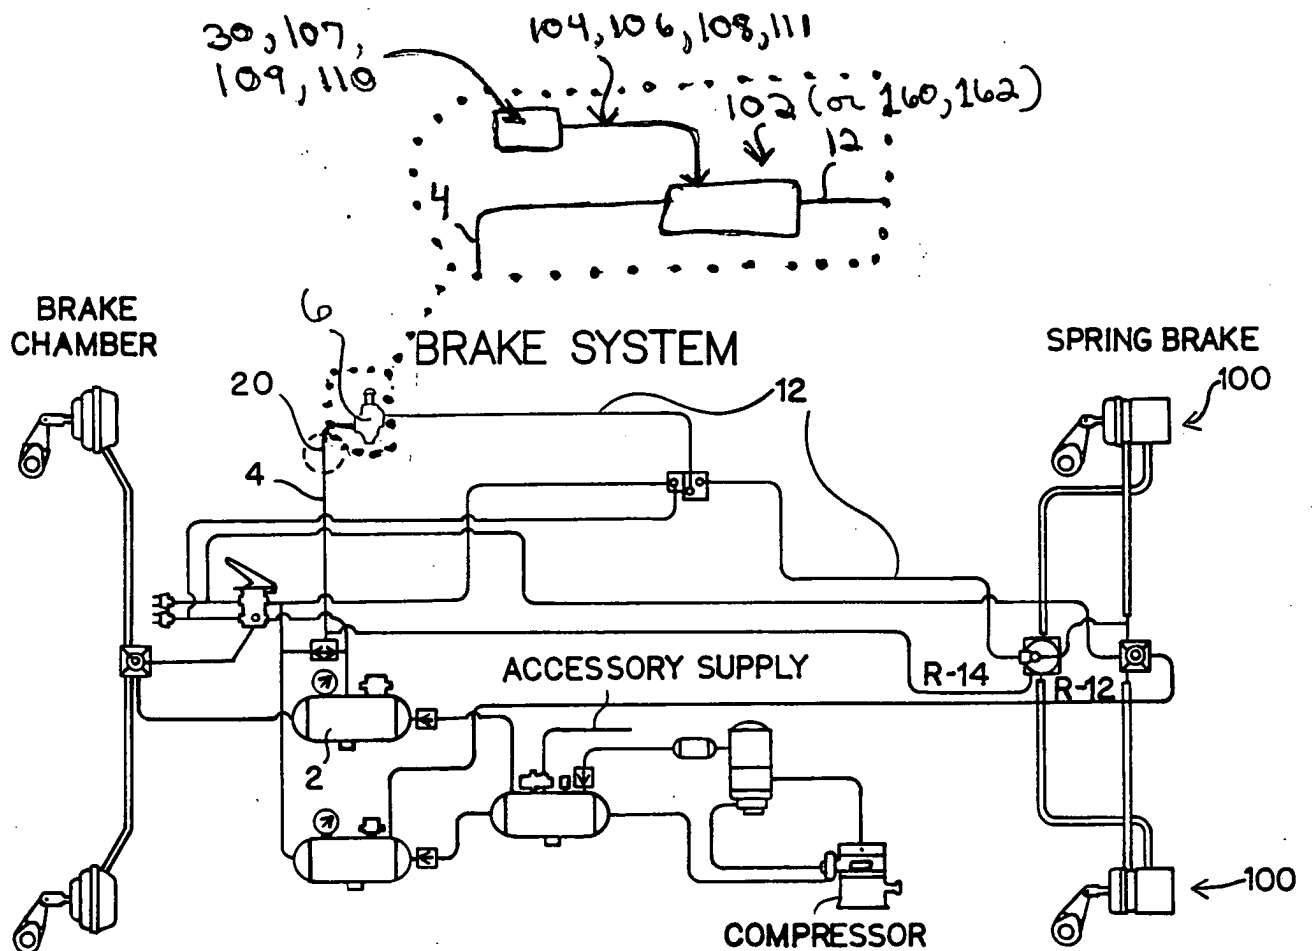 30, 107,
109, 110
104, 106, 108, 111
102 (or 160, 162)
12
4
BRAKE
CHAMBER
6
BRAKE SYSTEM
SPRING BRAKE
100
20
12
4
ACCESSORY SUPPLY
R-14
R-12
2
100
COMPRESSOR